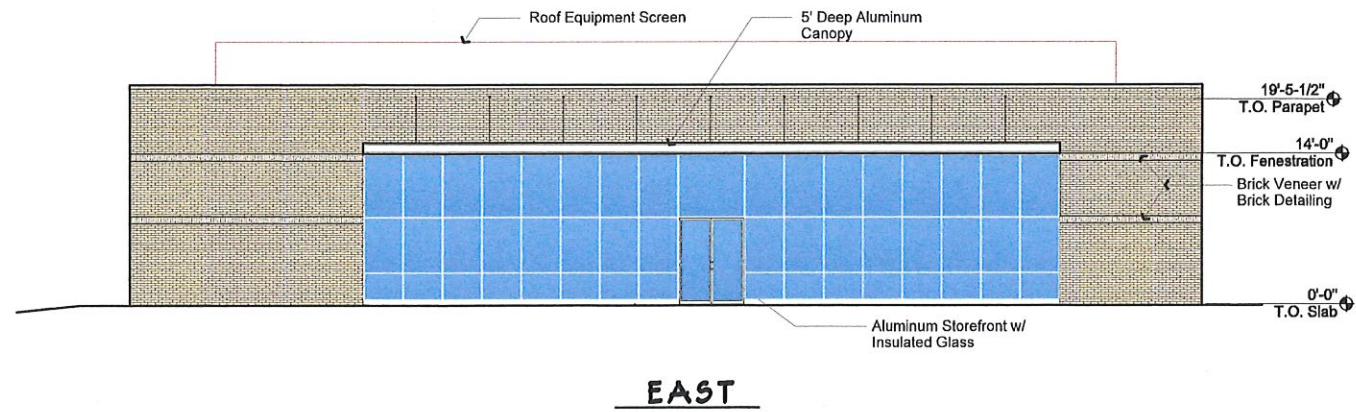 Roof Equipment Screen
5' Deep Aluminum
Canopy
19'-5-1/2"
T.O. Parapet
14'-0"
T.O. Fenestration
Brick Veneer w/
Brick Detailing
0'-0"
T.O. Slab
Aluminum Storefront w/
Insulated Glass
EAST